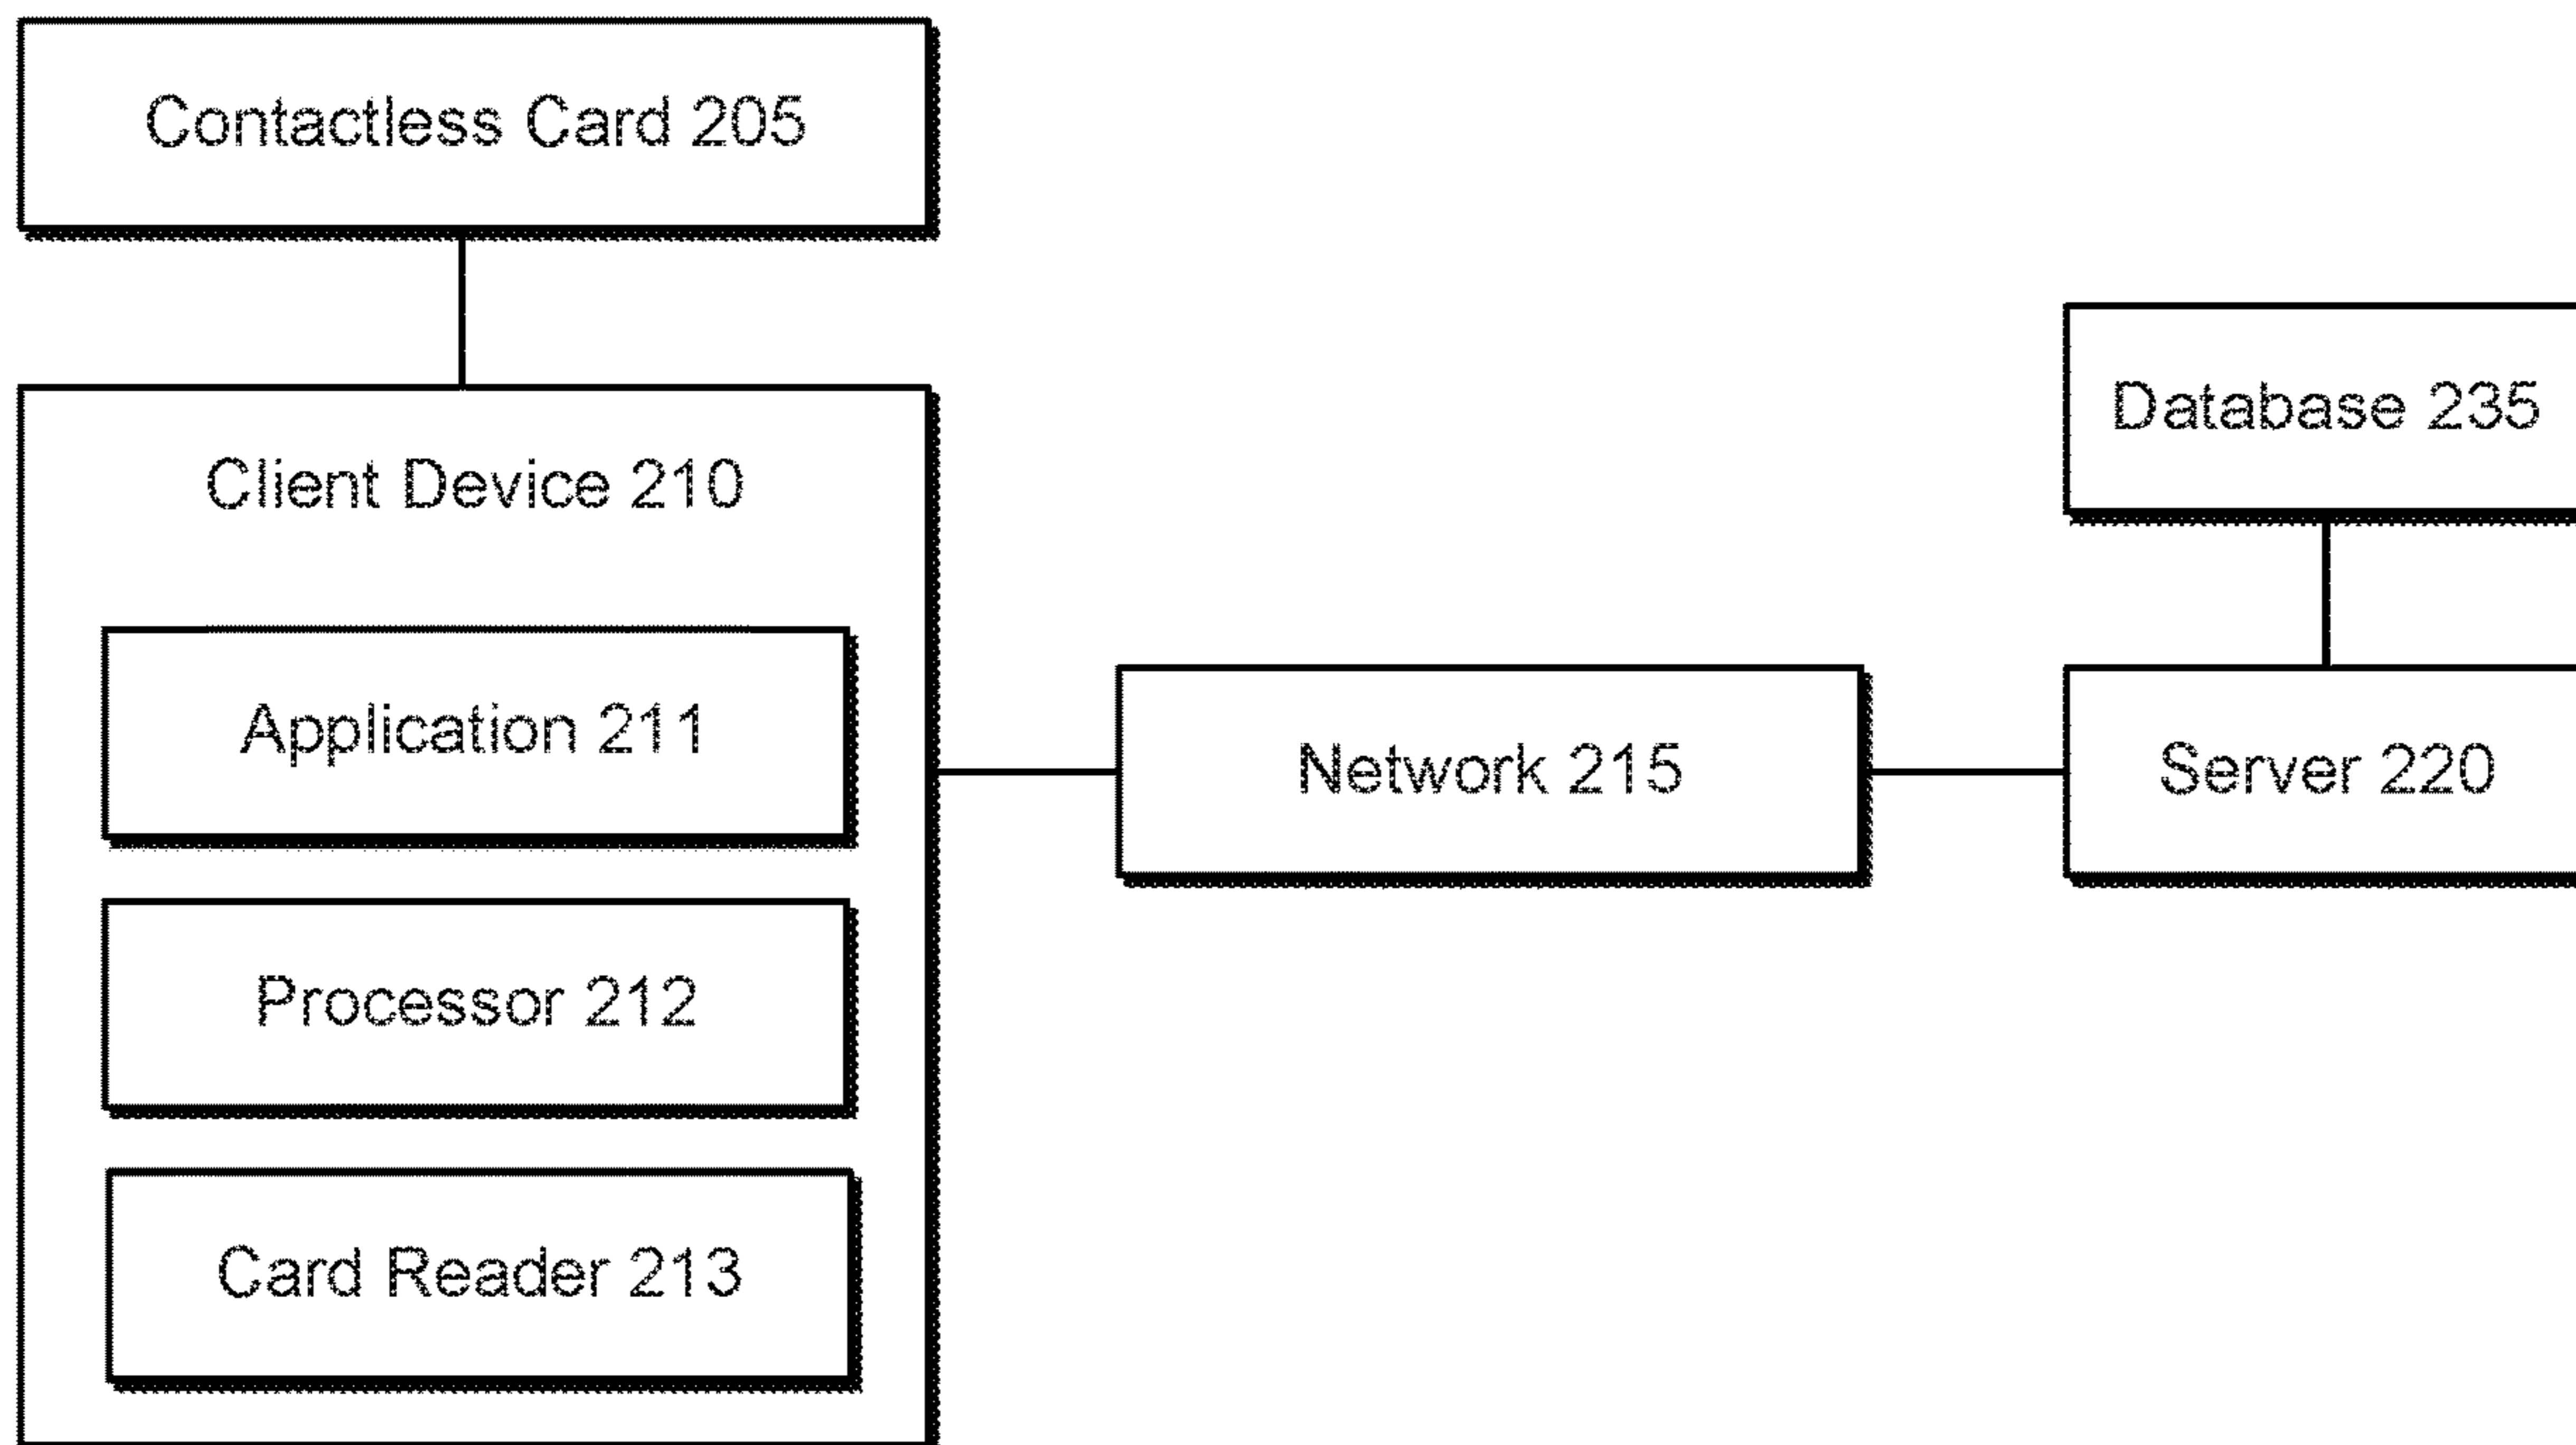 Contactless Card 205
Client Device 210
Application 211
Processor 212
Card Reader 213
Network 215
Database 235
Server 220